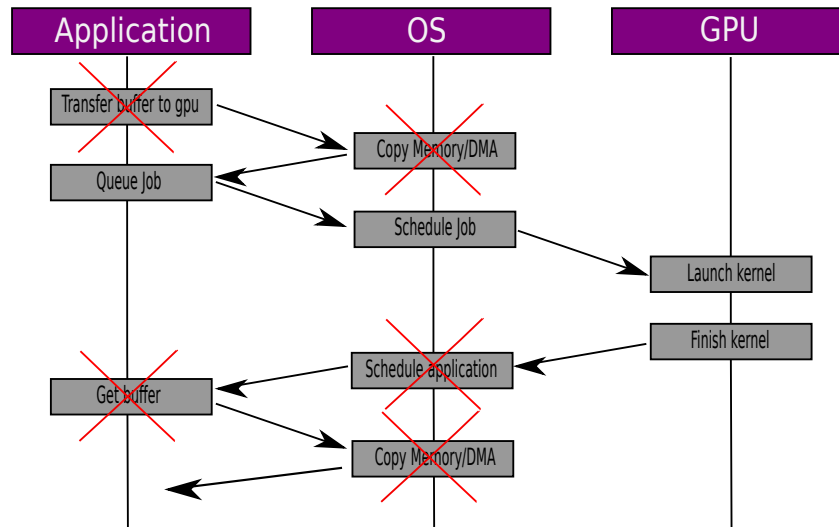 Application
OS
GPU
Transfer buffer to gpu
Copy Memory/DMA
Queue Job
Schedule Job
Launch kernel
Finish kernel
Schedule application
Get buffer
Copy Memory/DMA